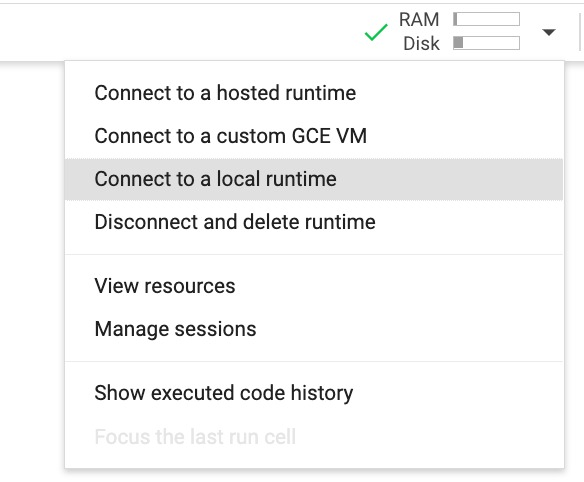 RAM
Disk
Connect to a hosted runtime
Connect to a custom GCE VM
Connect to a local runtime
Disconnect and delete runtime
View resources
Manage sessions
Show executed code history
Focus the last run cell